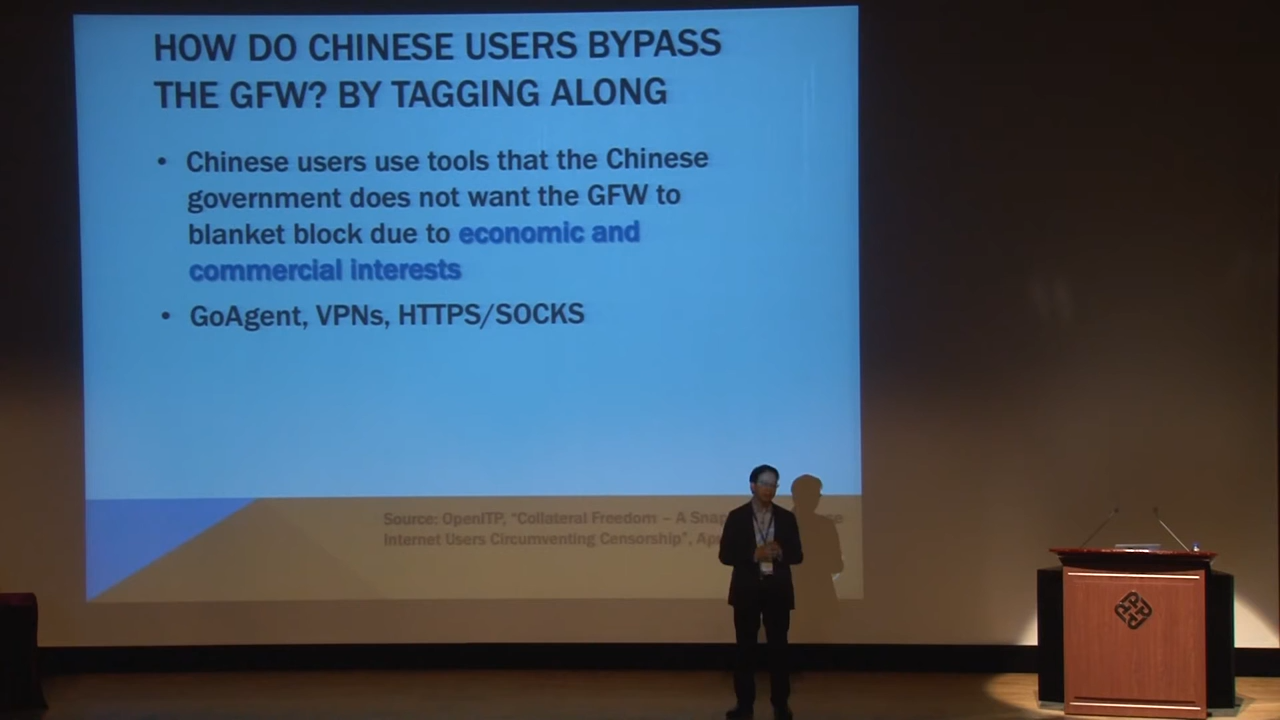 HOW DO CHINESE USERS BYPASS
THE GFW? BY TAGGING ALONG
• Chinese users use tools that the Chinese
government does not want the GFW to
blanket block due to economic and
commercial interests
• GoAgent, VPNs, HTTPS/SOCKS
Source: OpenITP, "Collateral Freedom – A
Internet Users Circumventing Censorship",